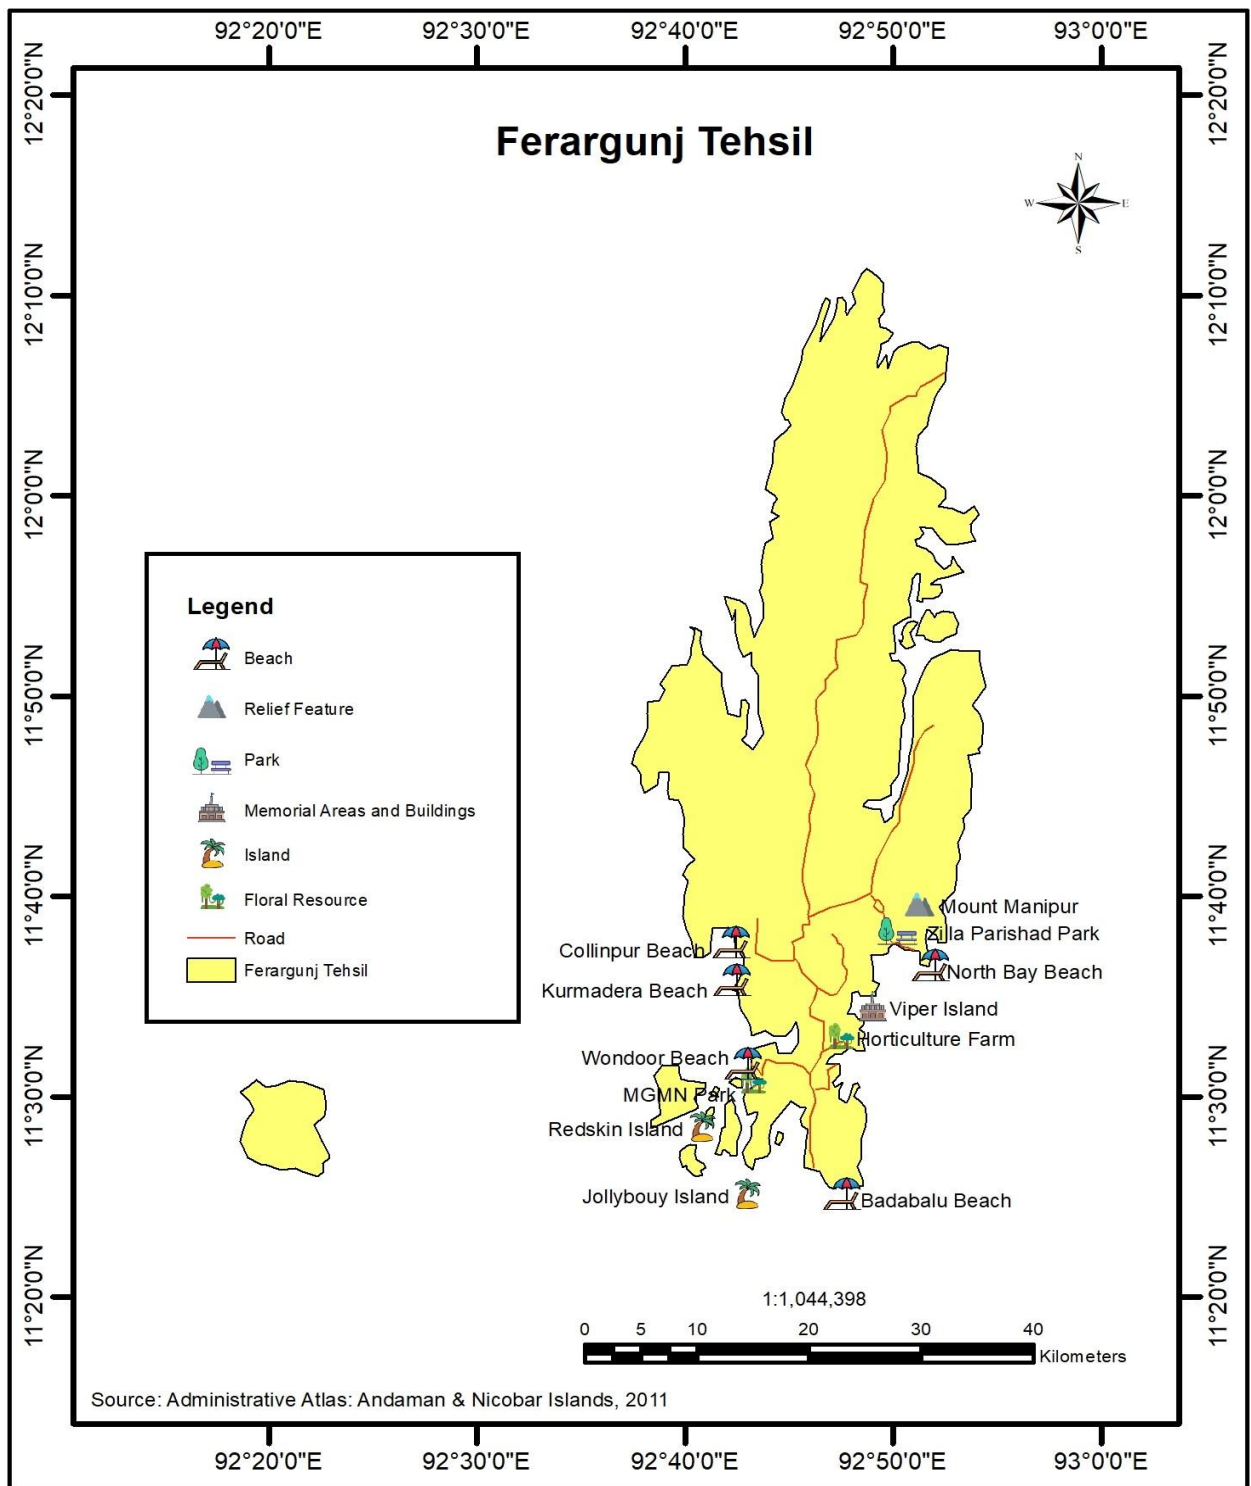 92°20'0"E 92°30'0"E 92°40'0"E 92°50'0"E 93°0'0"E
12°20'0"N 12°20'0"N
Ferargunj Tehsil
N
W E
S
12°10'0"N 12°10'0"N
12°0'0"N 12°0'0"N
Legend
Beach
Relief Feature
Park
Memorial Areas and Buildings
Island
Floral Resource
Road
Ferargunj Tehsil
11°50'0"N 11°50'0"N
11°40'0"N 11°40'0"N
Mount Manipur
Zilla Parishad Park
Collinpur Beach
North Bay Beach
Kurmadera Beach
Viper Island
Horticulture Farm
Wondoor Beach
MGMN Park
11°30'0"N 11°30'0"N
Redskin Island
Jollybouy Island
Badabalu Beach
11°20'0"N 11°20'0"N
1:1,044,398
0 5 10 20 30 40
Kilometers
Source: Administrative Atlas: Andaman & Nicobar Islands, 2011
92°20'0"E 92°30'0"E 92°40'0"E 92°50'0"E 93°0'0"E